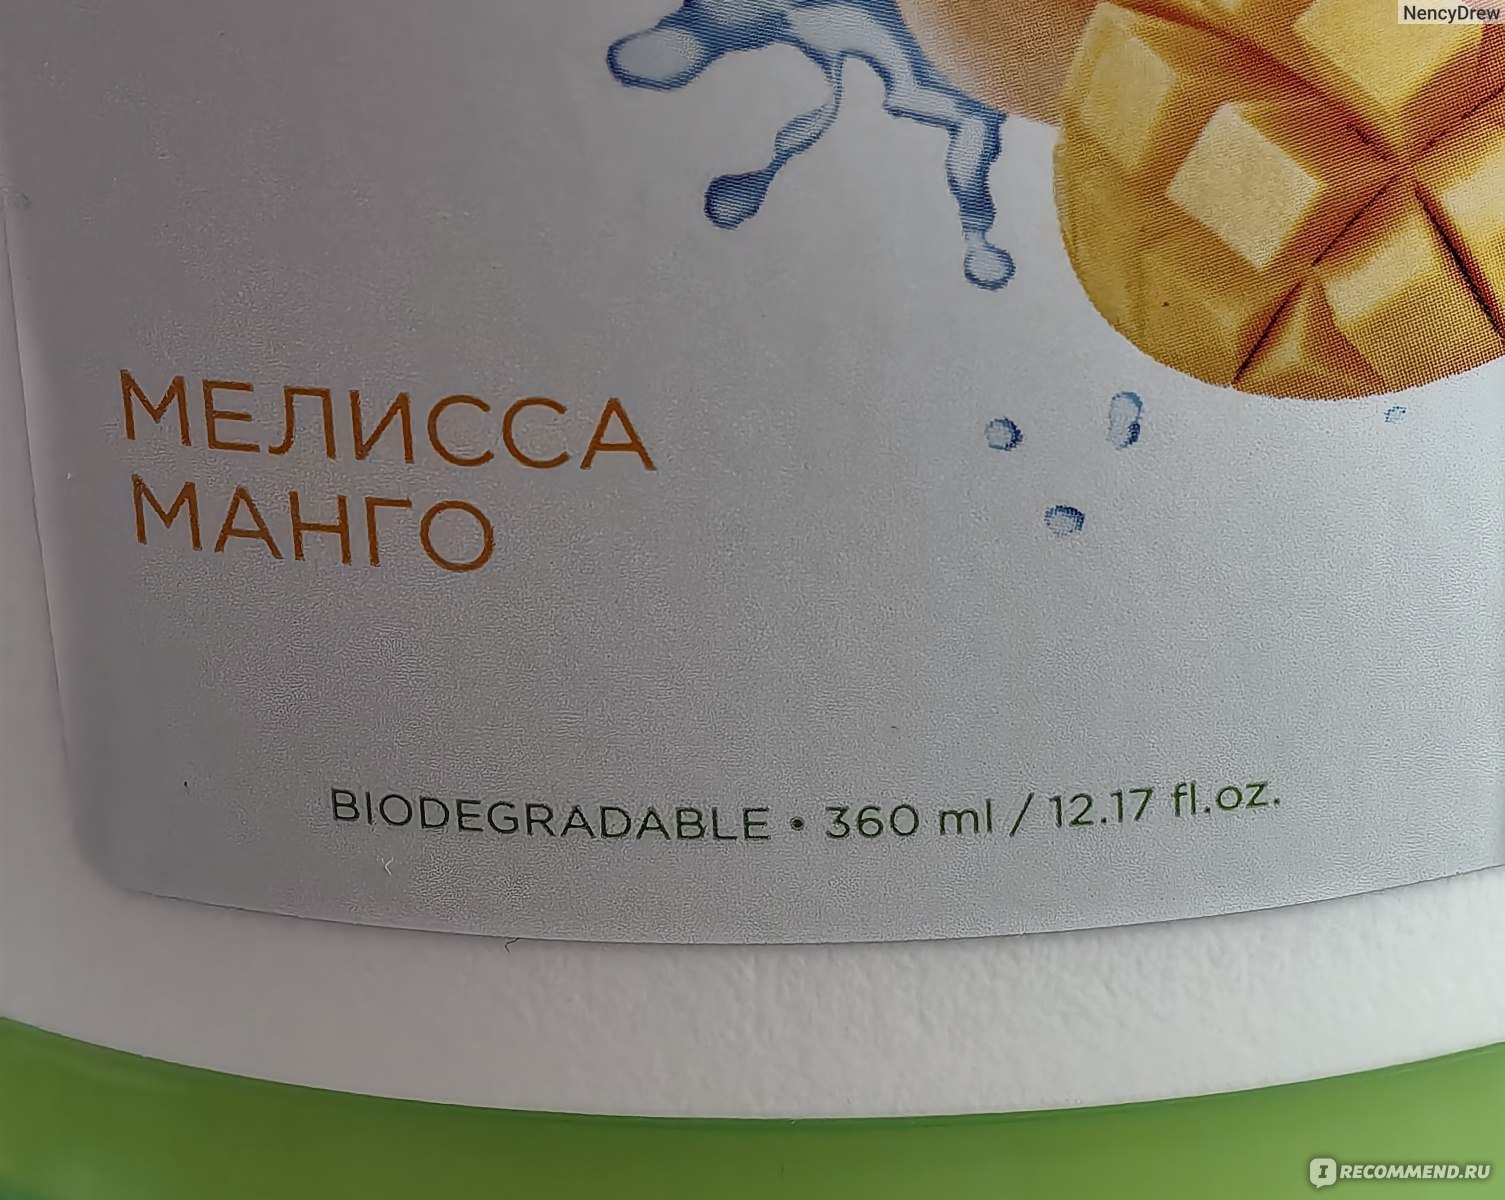 NencyDrew
МЕЛИССА
МАНГО
BIODEGRADABLE • 360 ml / 12.17 fl.oz.
IRECOMMEND.RU